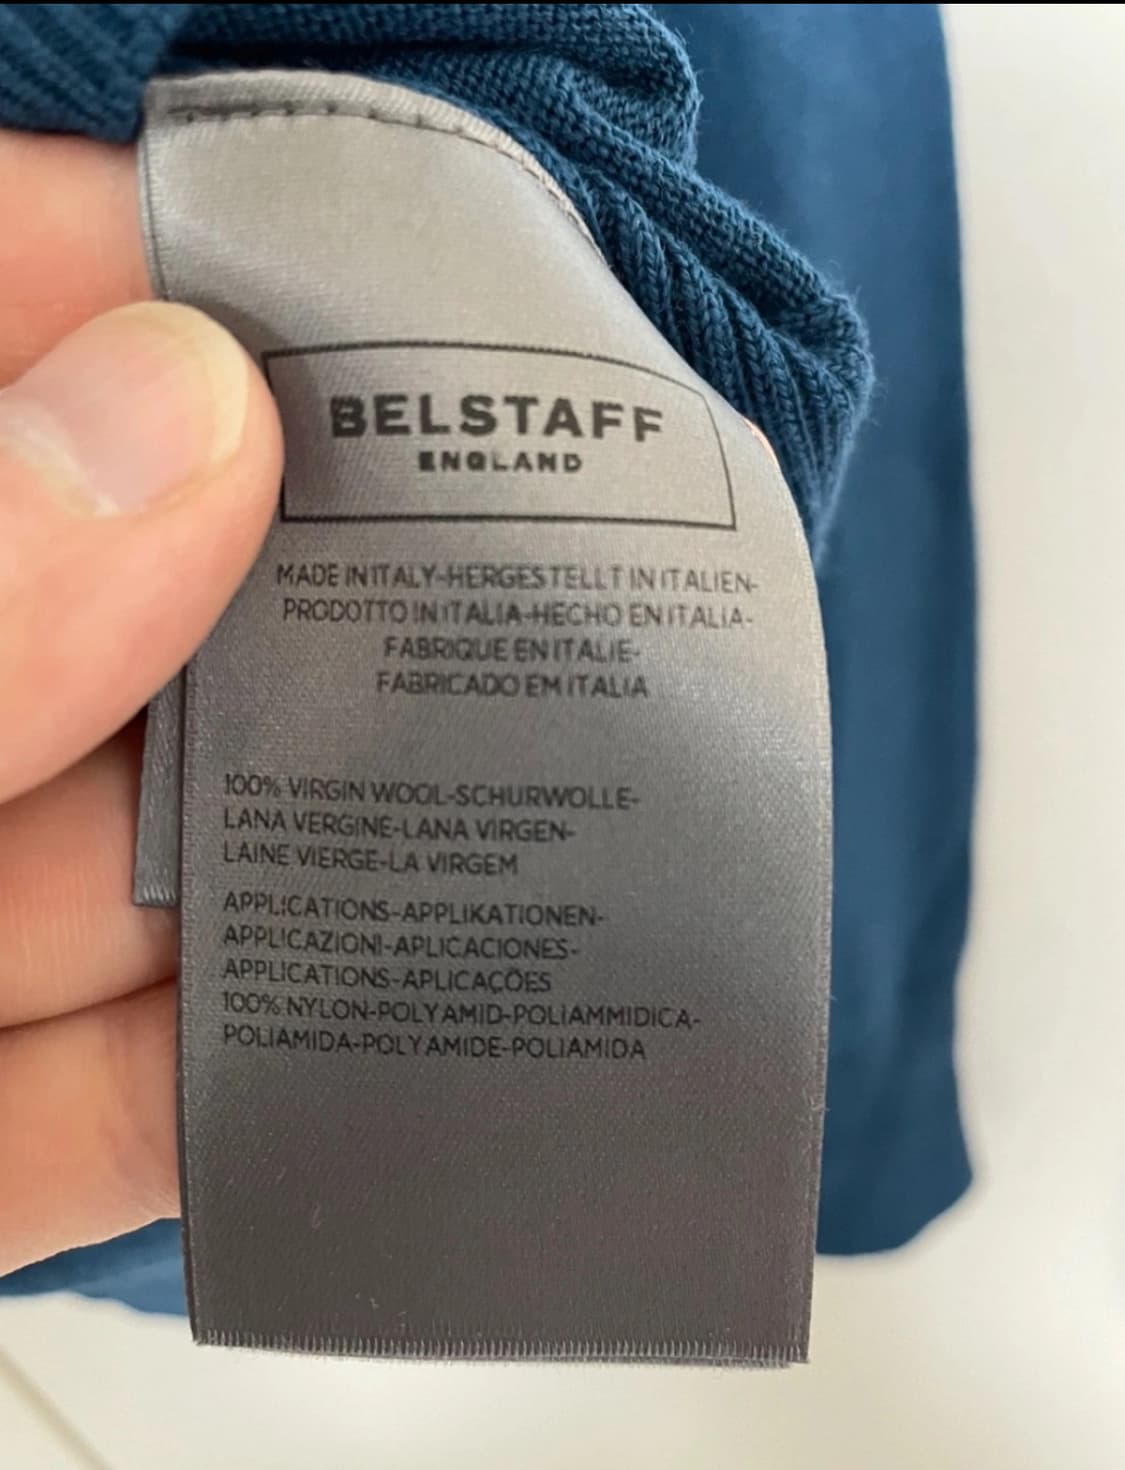 BELSTAFF
ENGLAND
MADE IN ITALY-HERGESTELLT IN ITALIEN-
PRODOTTO IN ITALIA-HECHO EN ITALIA-
FABRIQUE EN ITALIE-
FABRICADO EM ITALIA
100% VIRGIN WOOL-SCHURWOLLE-
LANA VERGINE-LANA VIRGEN-
LAINE VIERGE-LA VIRGEM
APPLICATIONS-APPLIKATIONEN-
APPLICAZIONI-APLICACIONES-
APPLICATIONS-APLICAÇÕES
100% NYLON-POLYAMID-POLIAMMIDICA-
POLIAMIDA-POLYAMIDE-POLIAMIDA